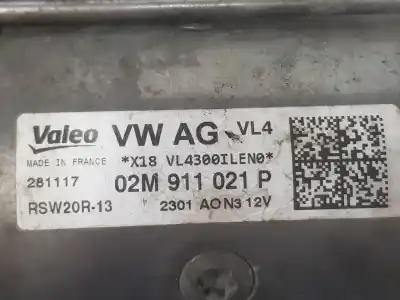 Valeo VW AG VL4
MADE IN FRANCE *X18 VL4300ILEN0*
281117 02M 911 021 P
RSW20R-13 2301 AON3 12V